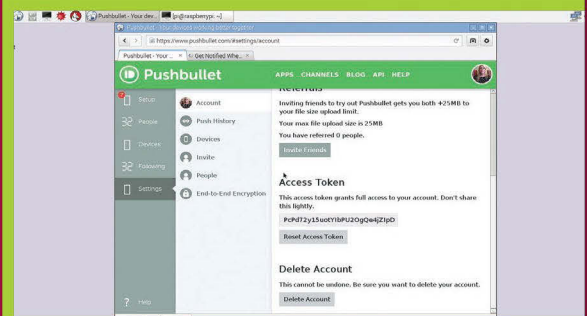 Pushbullet - Your dev...
[pi@raspberrypi: ~]
Pushbullet - Your devices working better together
https://www.pushbullet.com/#settings/account
Pushbullet - Your ...
Get Notified Whe...
Pushbullet
APPS CHANNELS BLOG API HELP
Setup
People
Devices
Following
Settings
Help
Account
Push History
Devices
Invite
People
End-to-End Encryption
Referrals
Inviting friends to try out Pushbullet gets you both +25MB to
your file size upload limit.
Your max file upload size is 25MB
You have referred 0 people.
Invite Friends
Access Token
This access token grants full access to your account. Don't share
this lightly.
Reset Access Token
Delete Account
This cannot be undone. Be sure you want to delete your account.
Delete Account